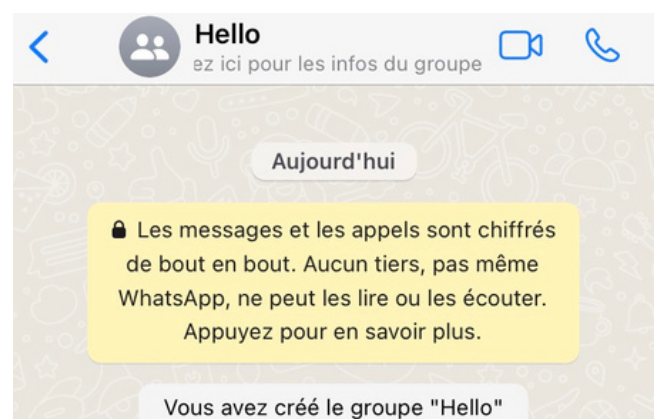 Hello
ez ici pour les infos du groupe
Aujourd'hui
Les messages et les appels sont chiffrés
de bout en bout. Aucun tiers, pas même
WhatsApp, ne peut les lire ou les écouter.
Appuyez pour en savoir plus.
Vous avez créé le groupe "Hello"